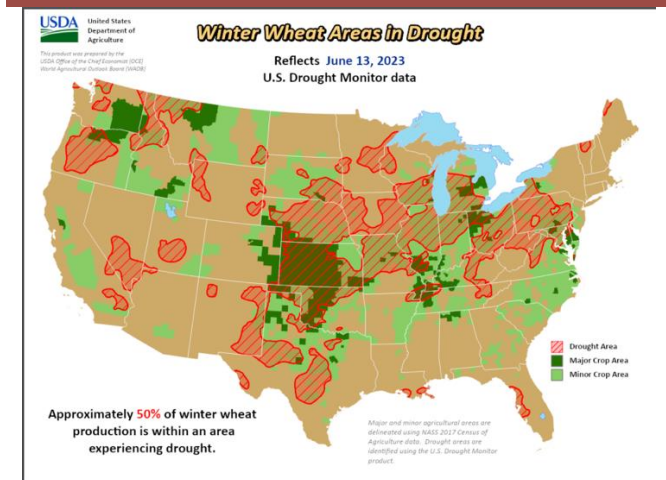 USDA
United States
Department of
Agriculture
This product was prepared by the
USDA Office of the Chief Economist (OCE)
World Agricultural Outlook Board (WAOB)
Winter Wheat Areas in Drought
Reflects June 13, 2023
U.S. Drought Monitor data
Drought Area
Major Crop Area
Minor Crop Area
Approximately 50% of winter wheat
production is within an area
experiencing drought.
Major and minor agricultural areas are
delineated using NASS 2017 Census of
Agriculture data. Drought areas are
identified using the U.S. Drought Monitor
product.